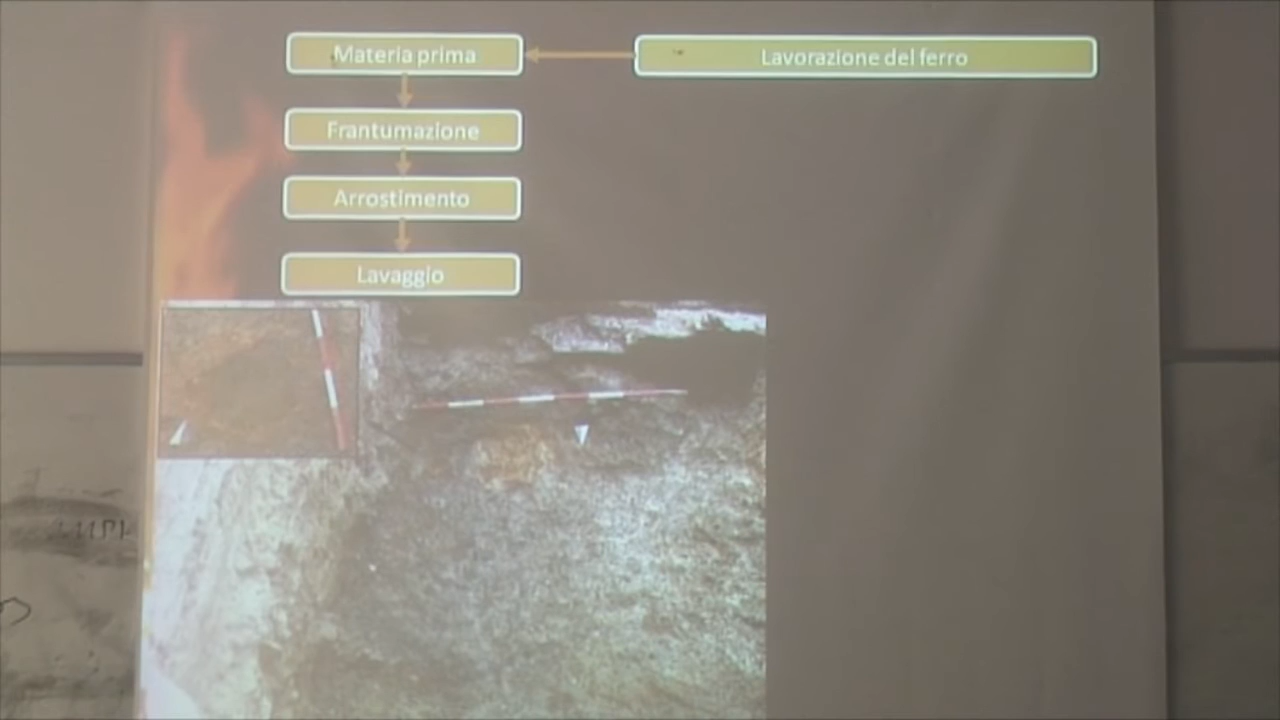 Materia prima
Lavorazione del ferro
Frantumazione
Arrostimento
Lavaggio